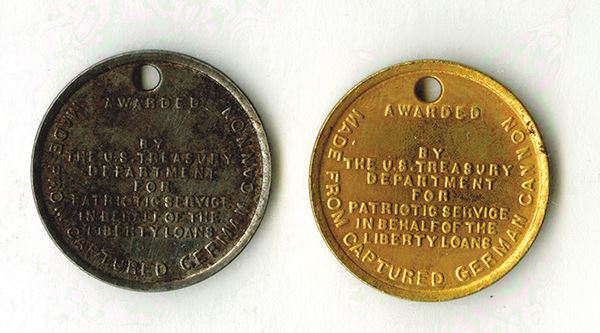 AWARDED
BY
THE U.S. TREASURY
DEPARTMENT
FOR
PATRIOTIC SERVICE
IN BEHALF OF THE
LIBERTY LOANS
MADE FROM CAPTURED GERMAN CANNON
AWARDED
BY
THE U.S. TREASURY
DEPARTMENT
FOR
PATRIOTIC SERVICE
IN BEHALF OF THE
LIBERTY LOANS
MADE FROM CAPTURED GERMAN CANNON